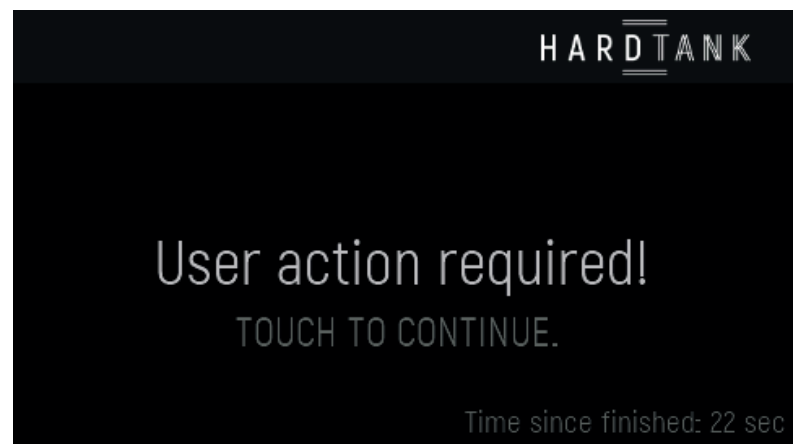 HARDTANK
User action required!
TOUCH TO CONTINUE.
Time since finished: 22 sec